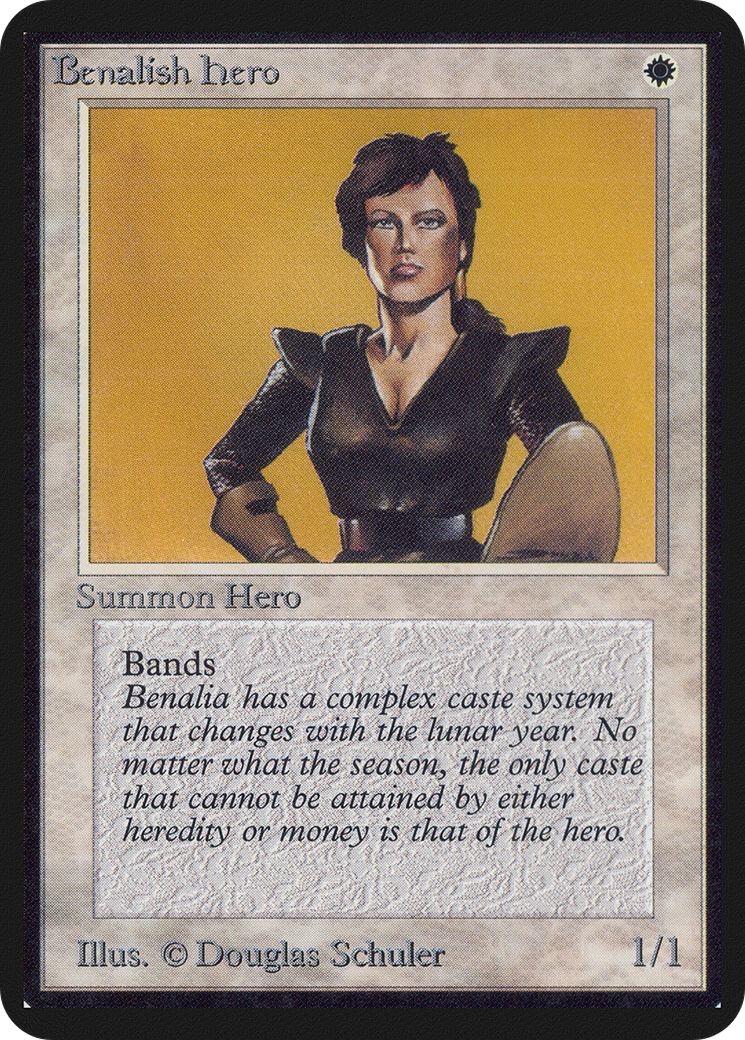 Benalish Hero
Summon Hero
Bands
Benalia has a complex caste system
that changes with the lunar year. No
matter what the season, the only caste
that cannot be attained by either
heredity or money is that of the hero.
Illus. © Douglas Schuler
1/1